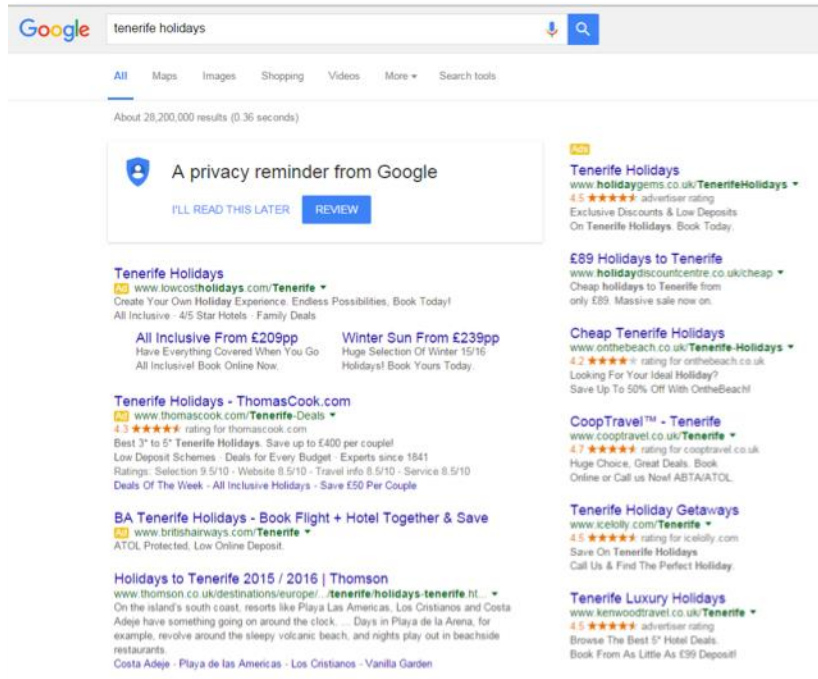 Google
tenerife holidays
All Maps Images Shopping Videos More ▾ Search tools
About 28,200,000 results (0.36 seconds)
A privacy reminder from Google
I'LL READ THIS LATER REVIEW
Tenerife Holidays
Ad www.lowcostholidays.com/Tenerife ▾
Create Your Own Holiday Experience. Endless Possibilities, Book Today!
All Inclusive · 4/5 Star Hotels · Family Deals
All Inclusive From £209pp
Have Everything Covered When You Go
All Inclusive! Book Online Now.
Winter Sun From £239pp
Huge Selection Of Winter 15/16
Holidays! Book Yours Today.
Tenerife Holidays - ThomasCook.com
Ad www.thomascook.com/Tenerife-Deals ▾
4.3 ★★★★★ rating for thomascook.com
Best 3* to 5* Tenerife Holidays. Save up to £400 per couple!
Low Deposit Schemes · Deals for Every Budget · Experts since 1841
Ratings: Selection 9.5/10 - Website 8.5/10 - Travel info 8.5/10 - Service 8.5/10
Deals Of The Week - All Inclusive Holidays - Save £50 Per Couple
BA Tenerife Holidays - Book Flight + Hotel Together & Save
Ad www.britishairways.com/Tenerife ▾
ATOL Protected, Low Online Deposit.
Holidays to Tenerife 2015 / 2016 | Thomson
www.thomson.co.uk/destinations/europe/.../tenerife/holidays-tenerife.ht... ▾
On the island's south coast, resorts like Playa Las Americas, Los Cristianos and Costa
Adeje have something going on around the clock. ... Days in Playa de la Arena, for
example, revolve around the sleepy volcanic beach, and nights play out in beachside
restaurants.
Costa Adeje - Playa de las Americas - Los Cristianos - Vanilla Garden
Ads
Tenerife Holidays
www.holidaygems.co.uk/TenerifeHolidays ▾
4.5 ★★★★★ advertiser rating
Exclusive Discounts & Low Deposits
On Tenerife Holidays. Book Today.
£89 Holidays to Tenerife
www.holidaydiscountcentre.co.uk/cheap ▾
Cheap holidays to Tenerife from
only £89. Massive sale now on.
Cheap Tenerife Holidays
www.onthebeach.co.uk/Tenerife-Holidays ▾
4.2 ★★★★★ rating for onthebeach.co.uk
Looking For Your Ideal Holiday?
Save Up To 50% Off With OntheBeach!
CoopTravel™ - Tenerife
www.cooptravel.co.uk/Tenerife ▾
4.7 ★★★★★ rating for cooptravel.co.uk
Huge Choice, Great Deals. Book
Online or Call us Now! ABTA/ATOL.
Tenerife Holiday Getaways
www.icelolly.com/Tenerife ▾
4.5 ★★★★★ rating for icelolly.com
Save On Tenerife Holidays
Call Us & Find The Perfect Holiday.
Tenerife Luxury Holidays
www.kenwoodtravel.co.uk/Tenerife ▾
4.5 ★★★★★ advertiser rating
Browse The Best 5* Hotel Deals.
Book From As Little As £99 Deposit!